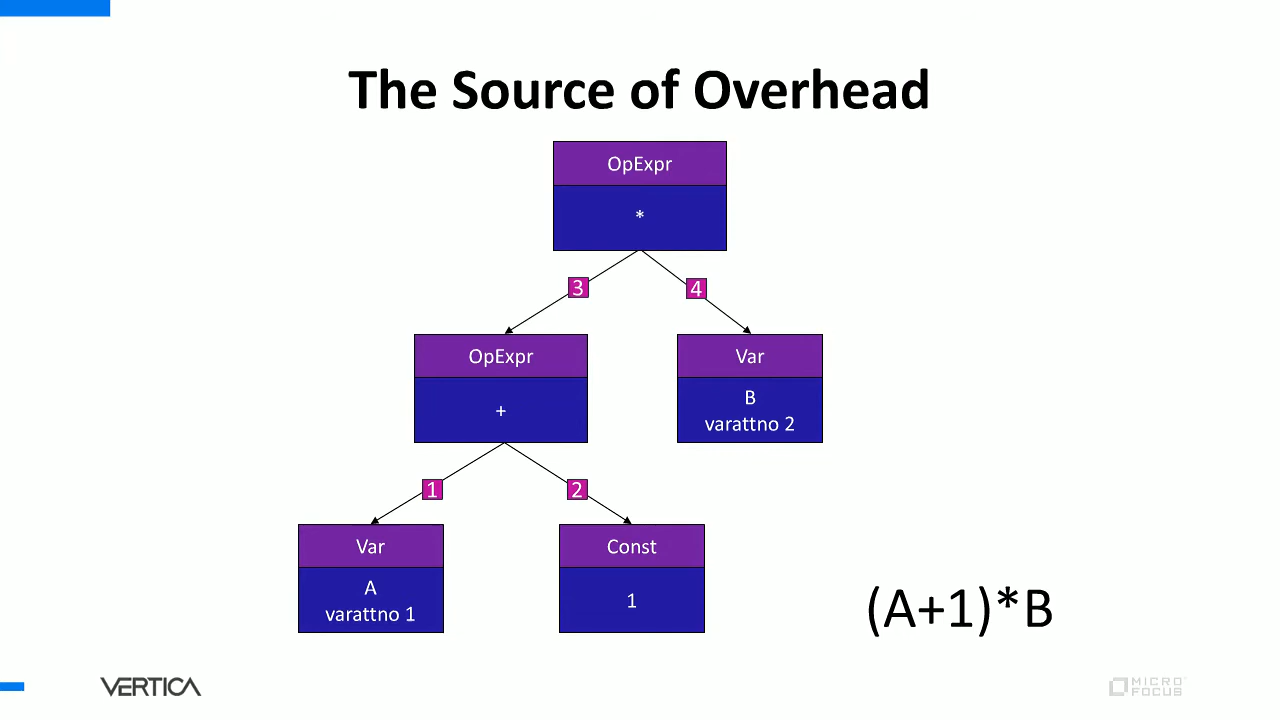 The Source of Overhead
OpExpr
*
3
4
OpExpr
+
Var
B
varattno 2
1
2
Var
A
varattno 1
Const
1
(A+1)*B
VERTICA
MICRO
FOCUS